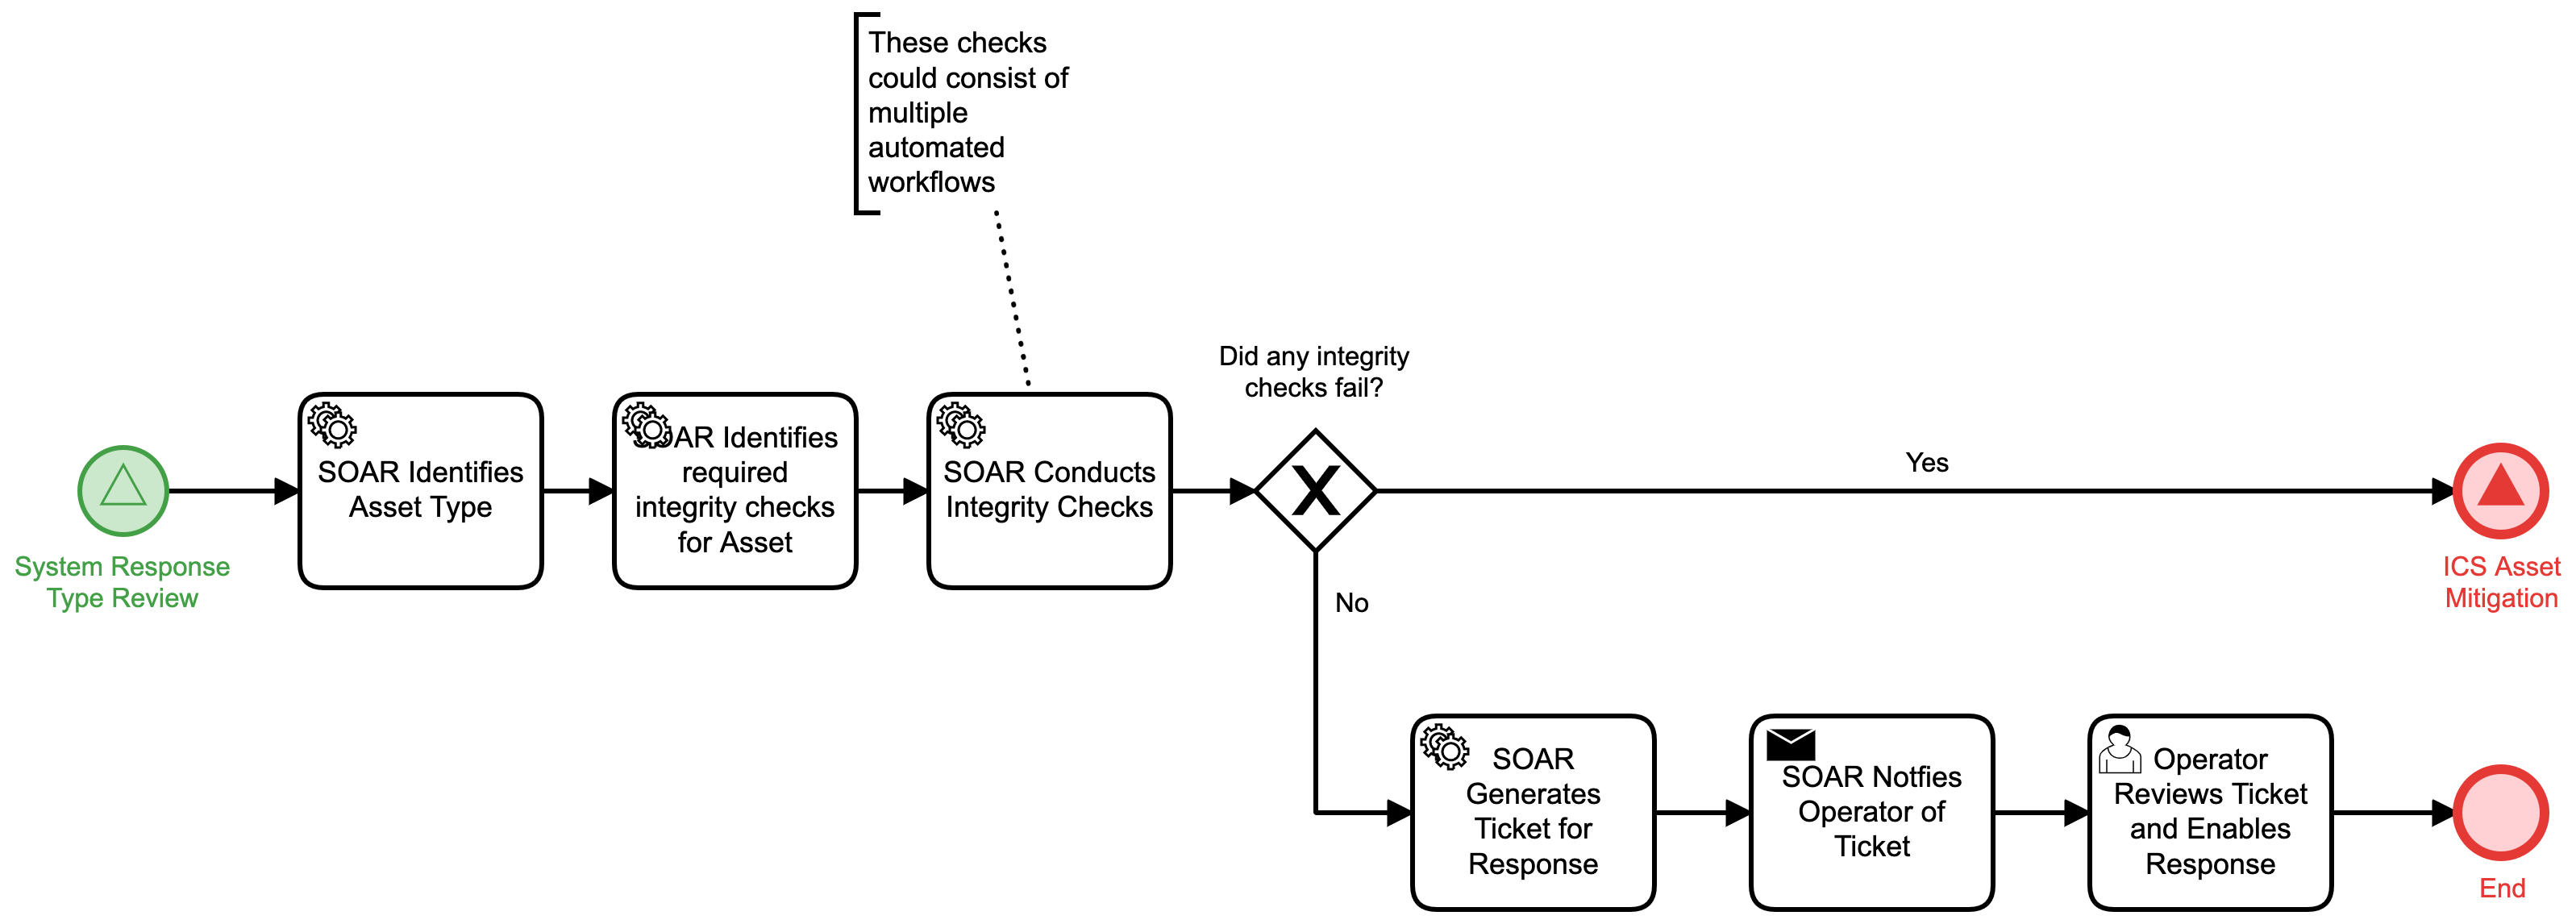 These checks
could consist of
multiple
automated
workflows
Did any integrity
checks fail?
System Response
Type Review
SOAR Identifies
Asset Type
SOAR Identifies
required
integrity checks
for Asset
SOAR Conducts
Integrity Checks
X
Yes
No
ICS Asset
Mitigation
SOAR
Generates
Ticket for
Response
SOAR Notfies
Operator of
Ticket
Operator
Reviews Ticket
and Enables
Response
End